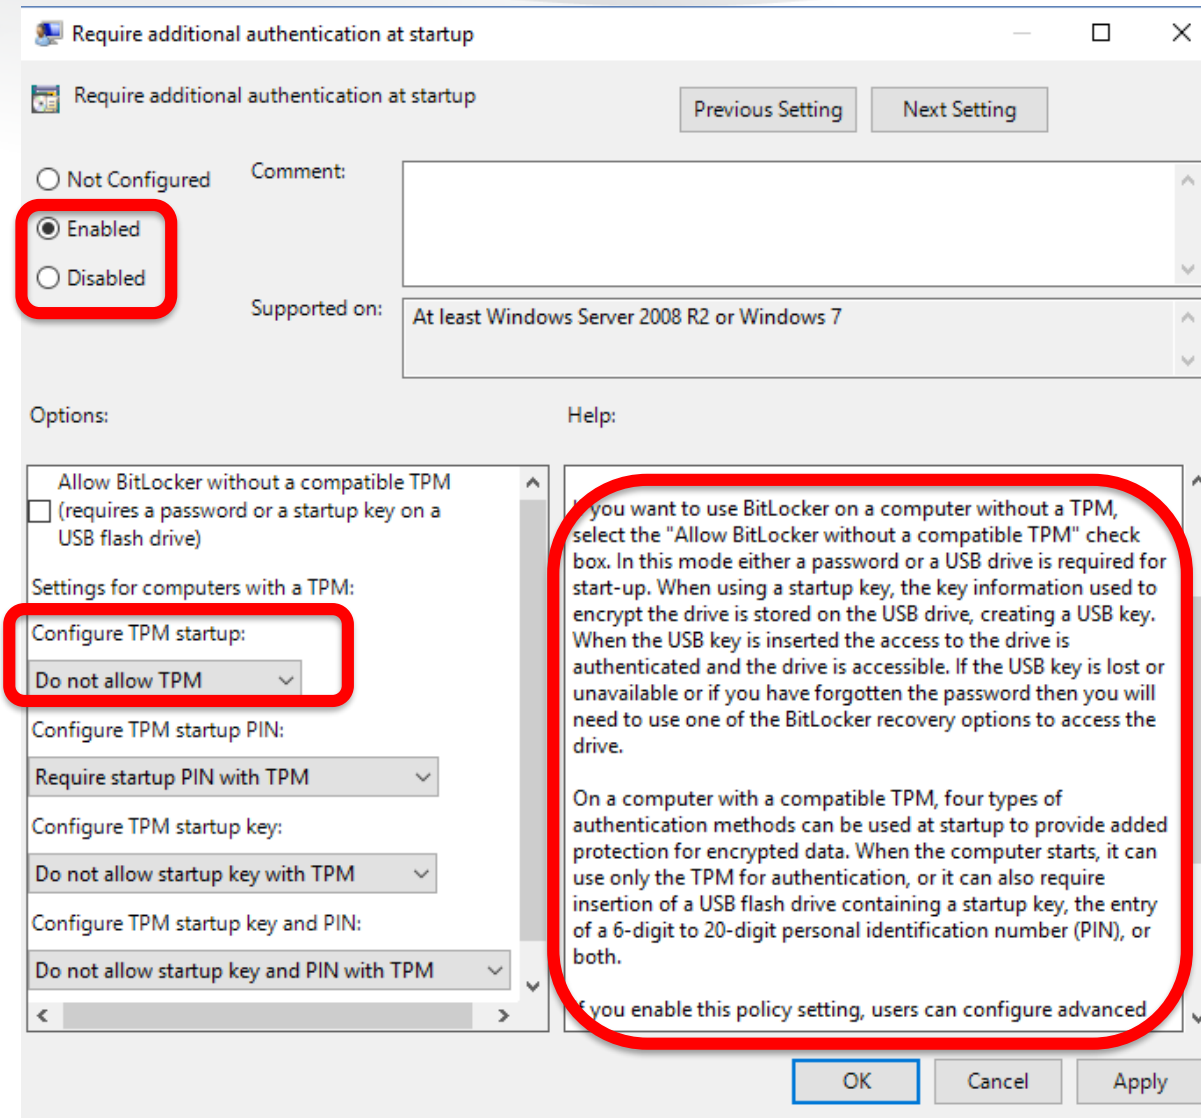 Require additional authentication at startup
Require additional authentication at startup
Previous Setting
Next Setting
Not Configured
Enabled
Disabled
Comment:
Supported on:
At least Windows Server 2008 R2 or Windows 7
Options:
Help:
Allow BitLocker without a compatible TPM
(requires a password or a startup key on a
USB flash drive)
Settings for computers with a TPM:
Configure TPM startup:
Do not allow TPM
Configure TPM startup PIN:
Require startup PIN with TPM
Configure TPM startup key:
Do not allow startup key with TPM
Configure TPM startup key and PIN:
Do not allow startup key and PIN with TPM
If you want to use BitLocker on a computer without a TPM,
select the "Allow BitLocker without a compatible TPM" check
box. In this mode either a password or a USB drive is required for
start-up. When using a startup key, the key information used to
encrypt the drive is stored on the USB drive, creating a USB key.
When the USB key is inserted the access to the drive is
authenticated and the drive is accessible. If the USB key is lost or
unavailable or if you have forgotten the password then you will
need to use one of the BitLocker recovery options to access the
drive.
On a computer with a compatible TPM, four types of
authentication methods can be used at startup to provide added
protection for encrypted data. When the computer starts, it can
use only the TPM for authentication, or it can also require
insertion of a USB flash drive containing a startup key, the entry
of a 6-digit to 20-digit personal identification number (PIN), or
both.
If you enable this policy setting, users can configure advanced
OK
Cancel
Apply